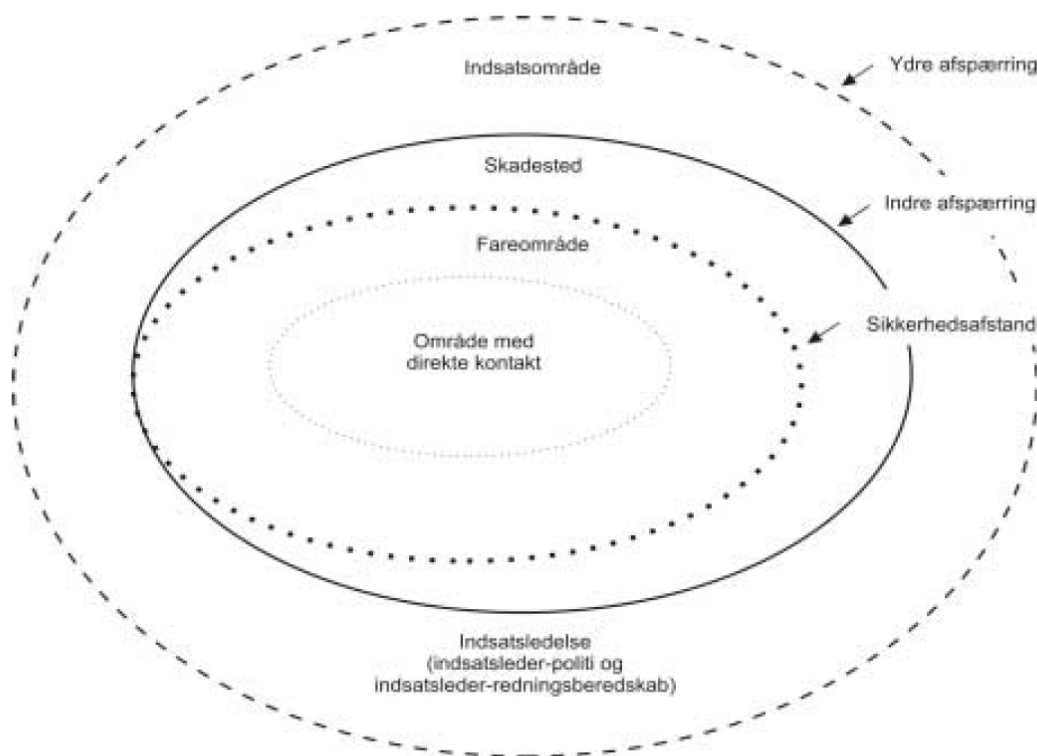 Indsatsområde
Ydre afspærring
Skadested
Indre afspærring
Fareområde
Sikkerhedsafstand
Område med
direkte kontakt
Indsatsledelse
(indsatsleder-politi og
indsatsleder-redningsberedskab)